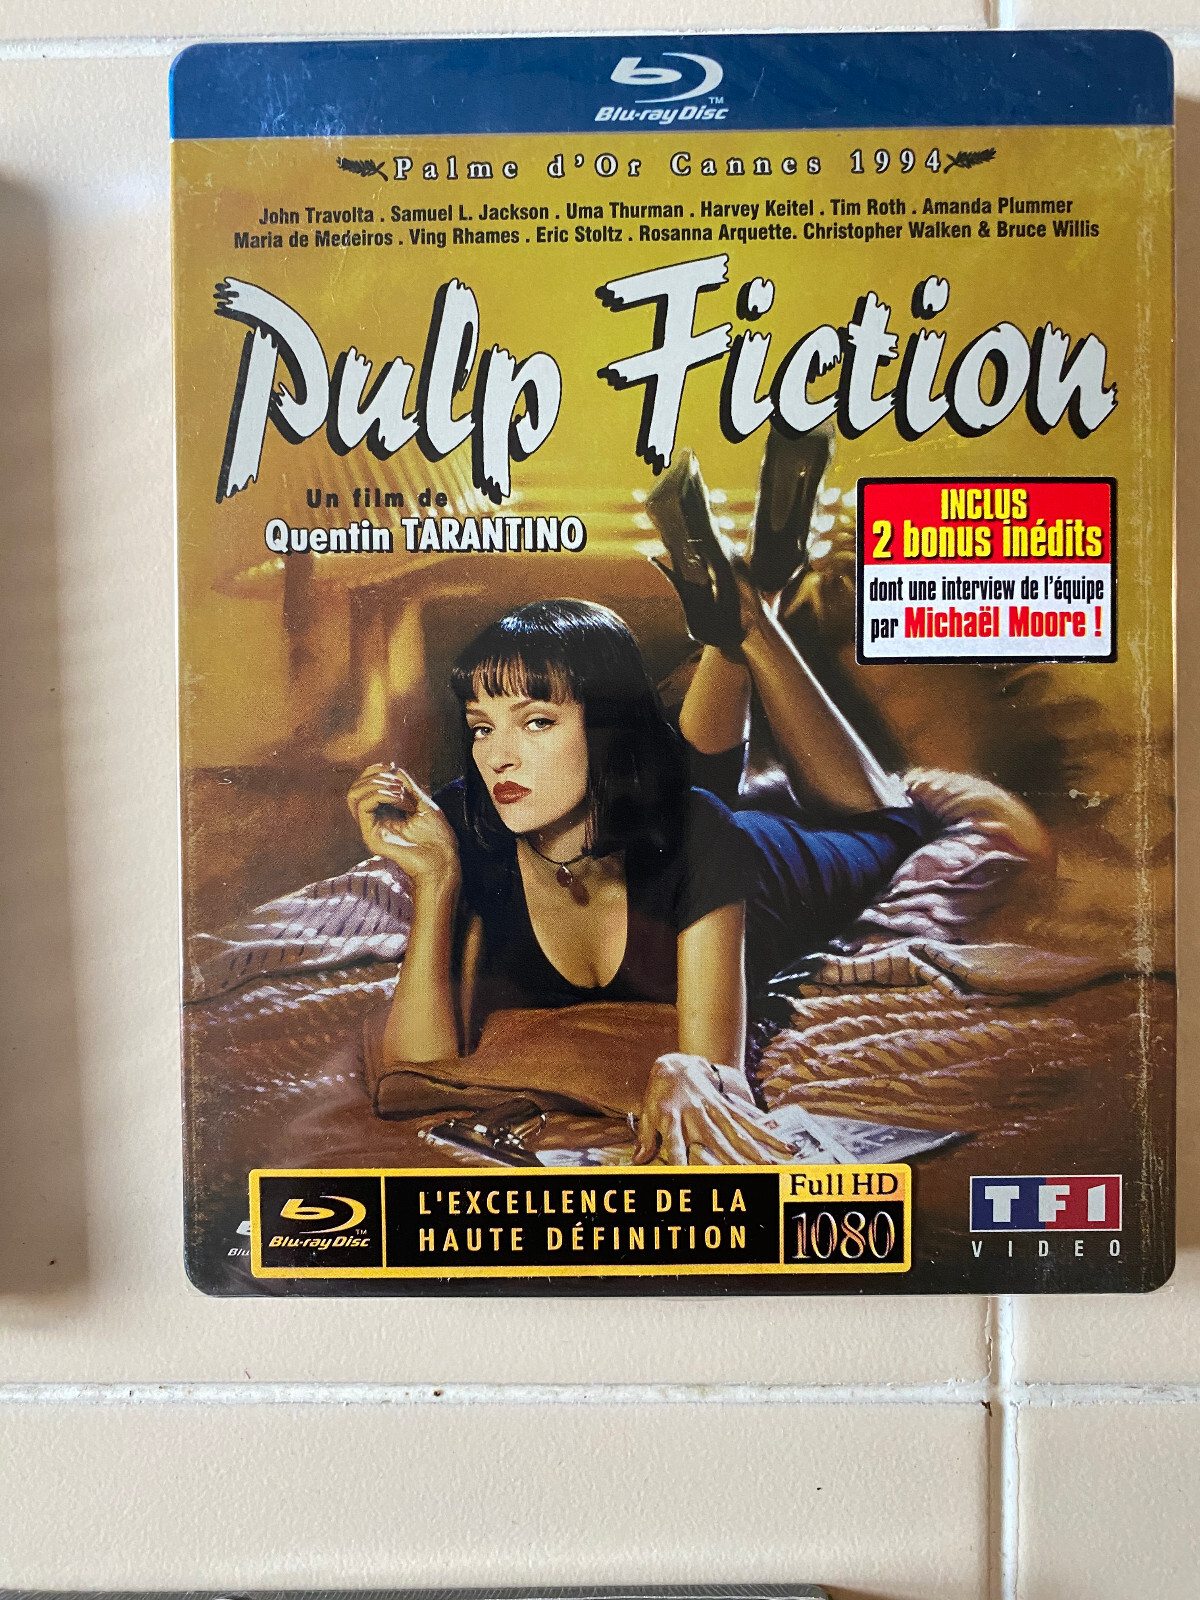 Blu-ray Disc™
Palme d'Or Cannes 1994
John Travolta . Samuel L. Jackson . Uma Thurman . Harvey Keitel . Tim Roth . Amanda Plummer
Maria de Medeiros . Ving Rhames . Eric Stoltz . Rosanna Arquette. Christopher Walken & Bruce Willis
Pulp Fiction
Un film de
Quentin TARANTINO
INCLUS
2 bonus inédits
dont une interview de l'équipe
par Michaël Moore !
Blu-ray Disc™
L'EXCELLENCE DE LA
HAUTE DÉFINITION
Full HD
1080
TF1
VIDEO